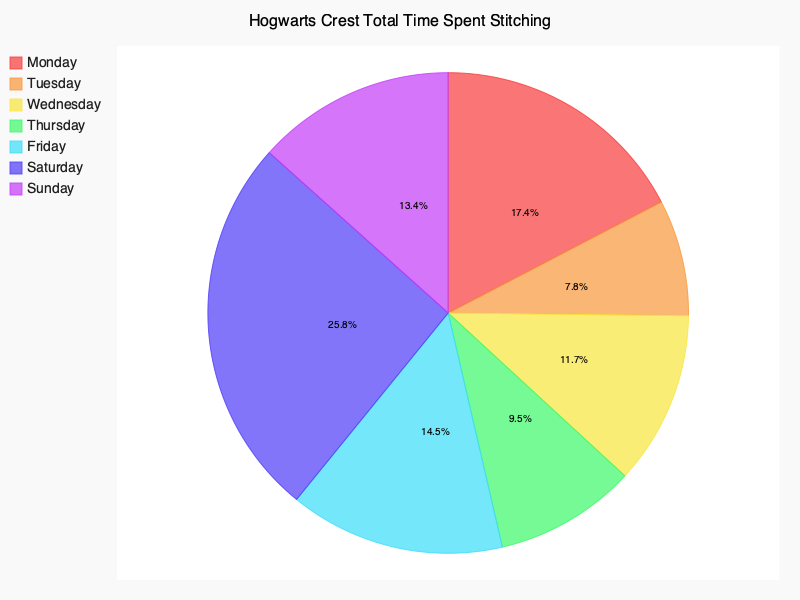 Hogwarts Crest Total Time Spent Stitching
Monday
Tuesday
Wednesday
Thursday
Friday
Saturday
Sunday
13.4%
17.4%
7.8%
25.8%
11.7%
9.5%
14.5%